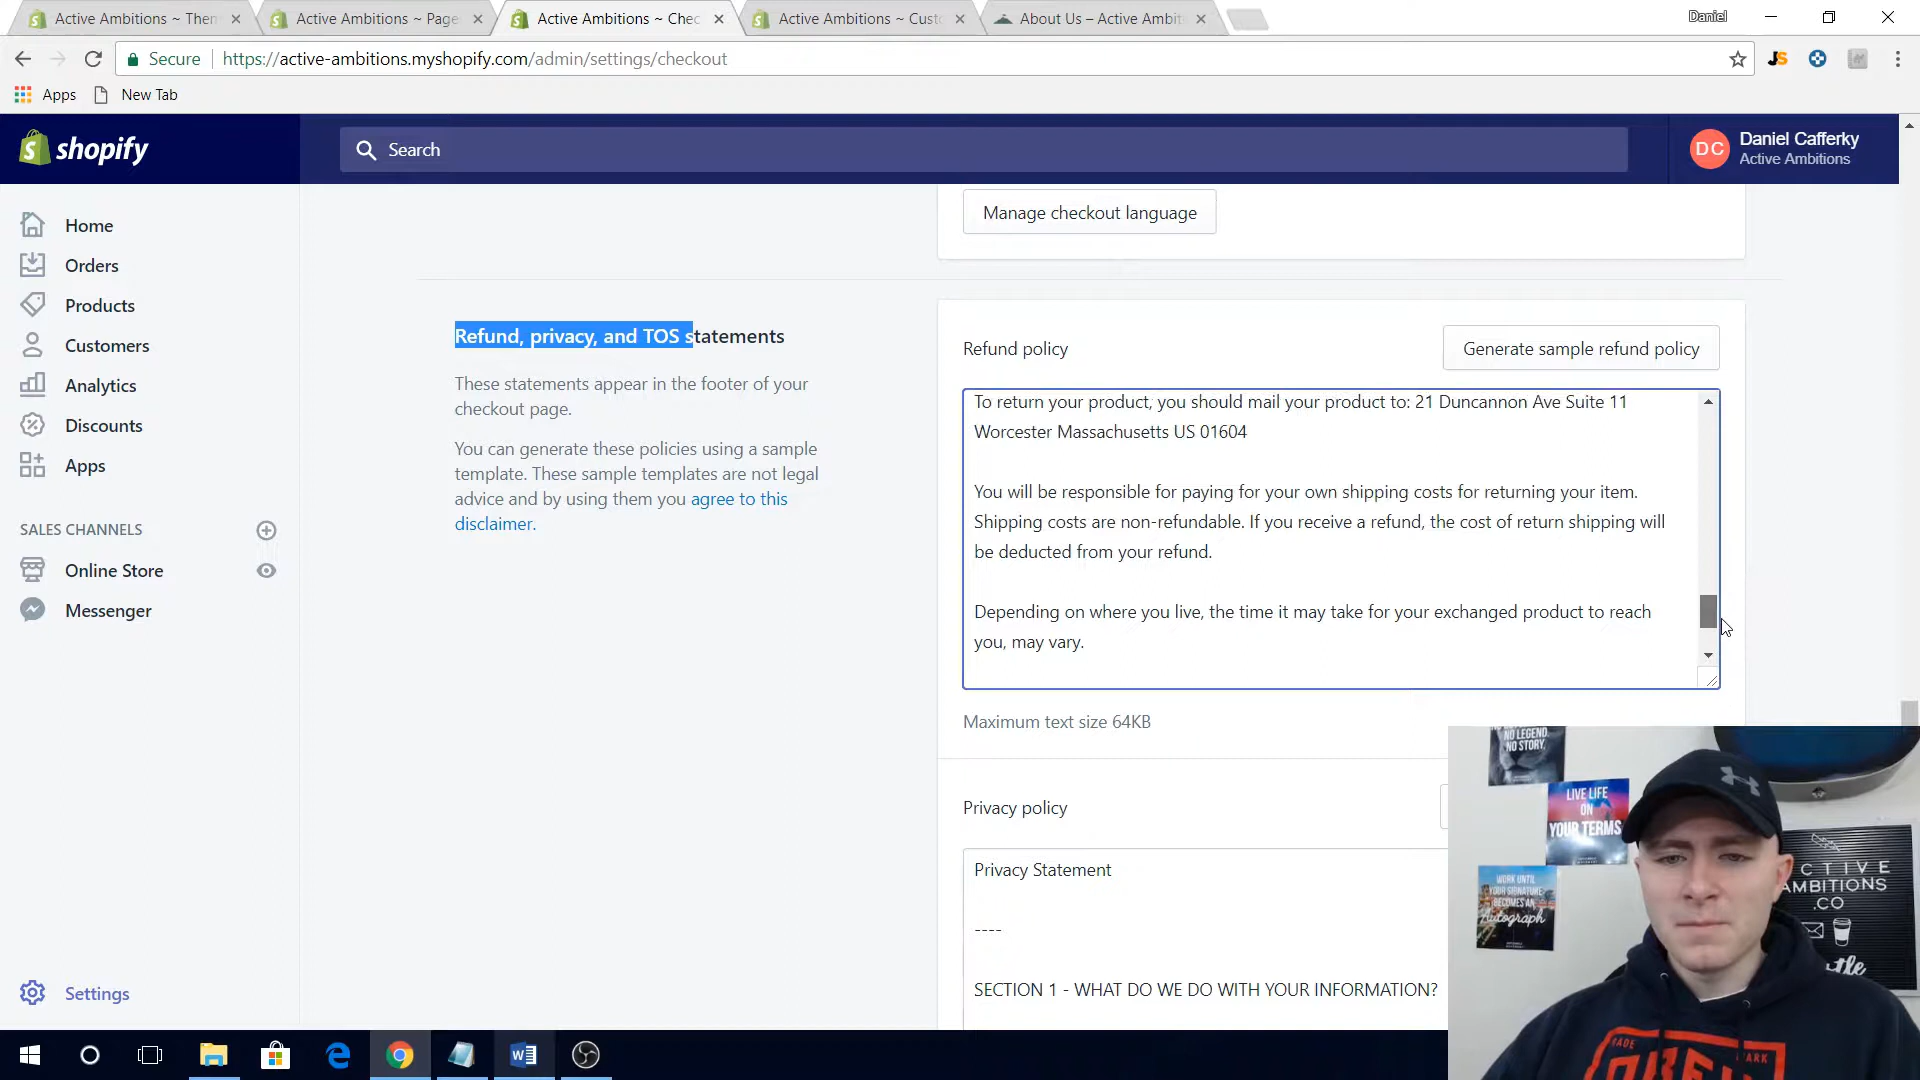 Active Ambitions ~ Then
Active Ambitions ~ Page
Active Ambitions ~ Chec
Active Ambitions ~ Custo
About Us – Active Ambit
Daniel
Secure
https://active-ambitions.myshopify.com/admin/settings/checkout
JS
Apps
New Tab
shopify
Search
DC
Daniel Cafferky
Active Ambitions
Home
Orders
Products
Customers
Analytics
Discounts
Apps
SALES CHANNELS
Online Store
Messenger
Settings
Manage checkout language
Refund, privacy, and TOS statements
These statements appear in the footer of your
checkout page.
You can generate these policies using a sample
template. These sample templates are not legal
advice and by using them you agree to this
disclaimer.
Refund policy
Generate sample refund policy
To return your product, you should mail your product to: 21 Duncannon Ave Suite 11
Worcester Massachusetts US 01604
You will be responsible for paying for your own shipping costs for returning your item.
Shipping costs are non-refundable. If you receive a refund, the cost of return shipping will
be deducted from your refund.
Depending on where you live, the time it may take for your exchanged product to reach
you, may vary.
Maximum text size 64KB
Privacy policy
Privacy Statement
----
SECTION 1 - WHAT DO WE DO WITH YOUR INFORMATION?
NO LEGEND.
NO STORY.
LIVE LIFE
ON
YOUR TERMS
WORK UNTIL
YOUR SIGNATURE
BECOMES AN
Autograph
CTIVE
AMBITIONS
.CO